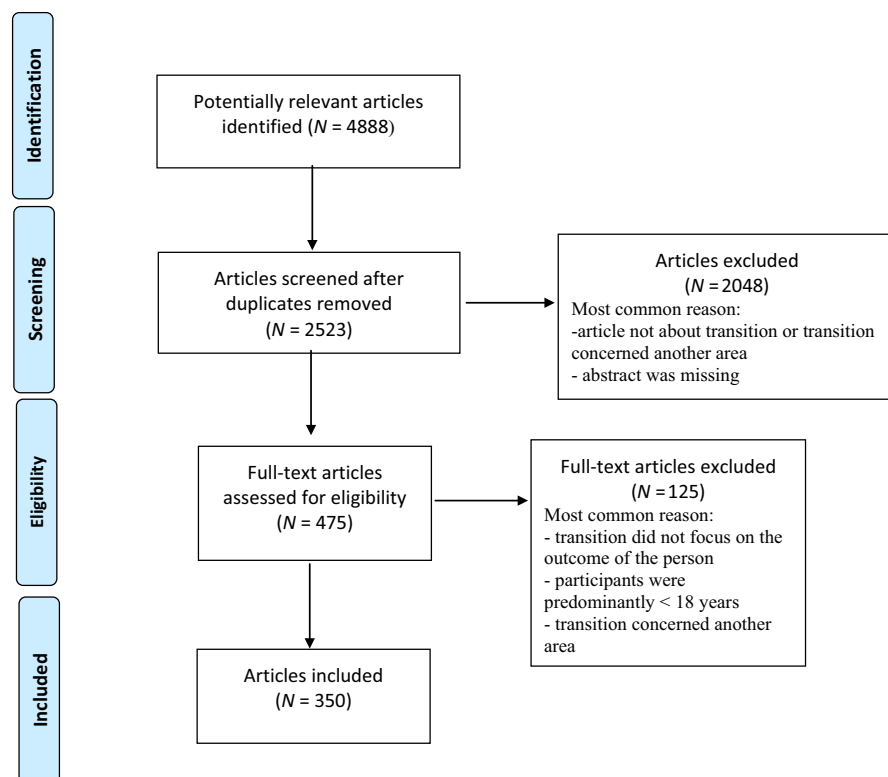 Identification
Potentially relevant articles
identified (N = 4888)
Screening
Articles screened after
duplicates removed
(N = 2523)
Articles excluded
(N = 2048)
Most common reason:
-article not about transition or transition
concerned another area
- abstract was missing
Eligibility
Full-text articles
assessed for eligibility
(N = 475)
Full-text articles excluded
(N = 125)
Most common reason:
- transition did not focus on the
outcome of the person
- participants were
predominantly < 18 years
- transition concerned another
area
Included
Articles included
(N = 350)